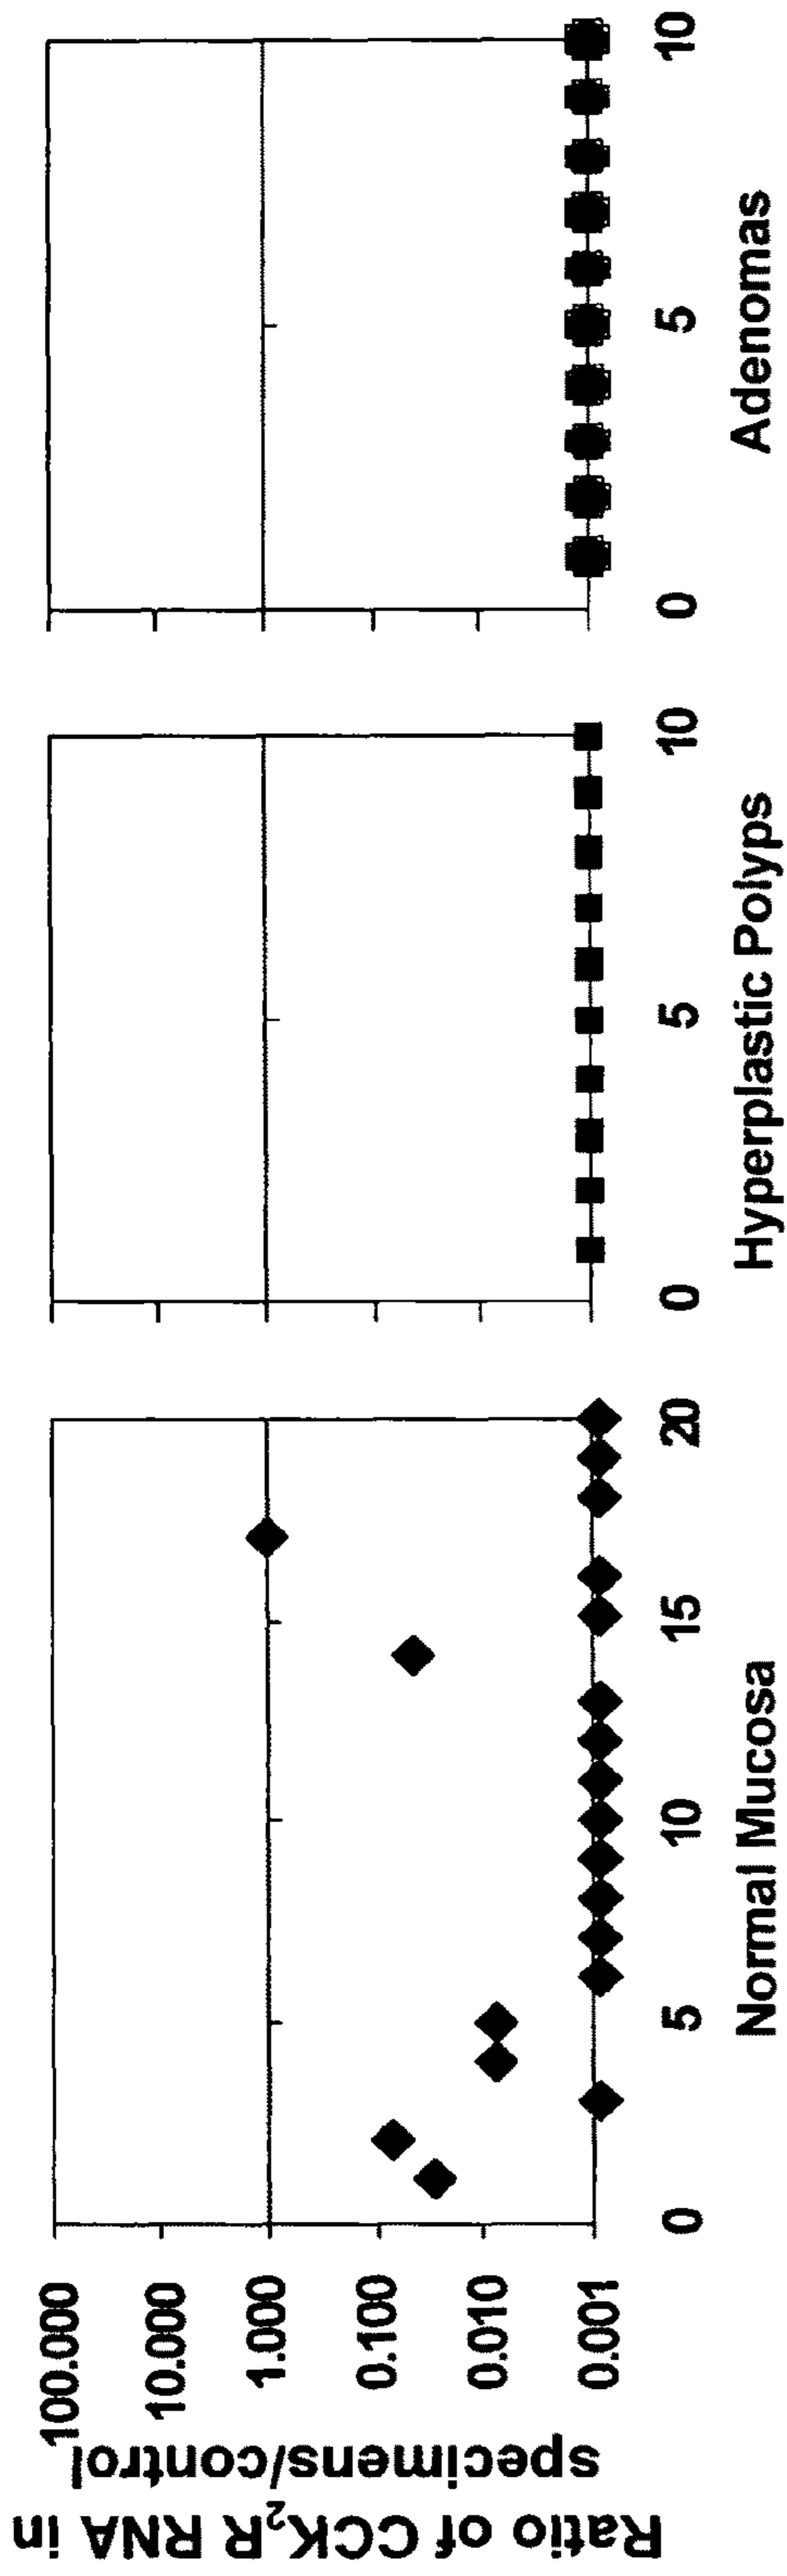 Ratio of CCK2R RNA in
specimens/control
100.000
10.000
1.000
0.100
0.010
0.001
0 5 10 15 20
Normal Mucosa
0 5 10
Hyperplastic Polyps
0 5 10
Adenomas